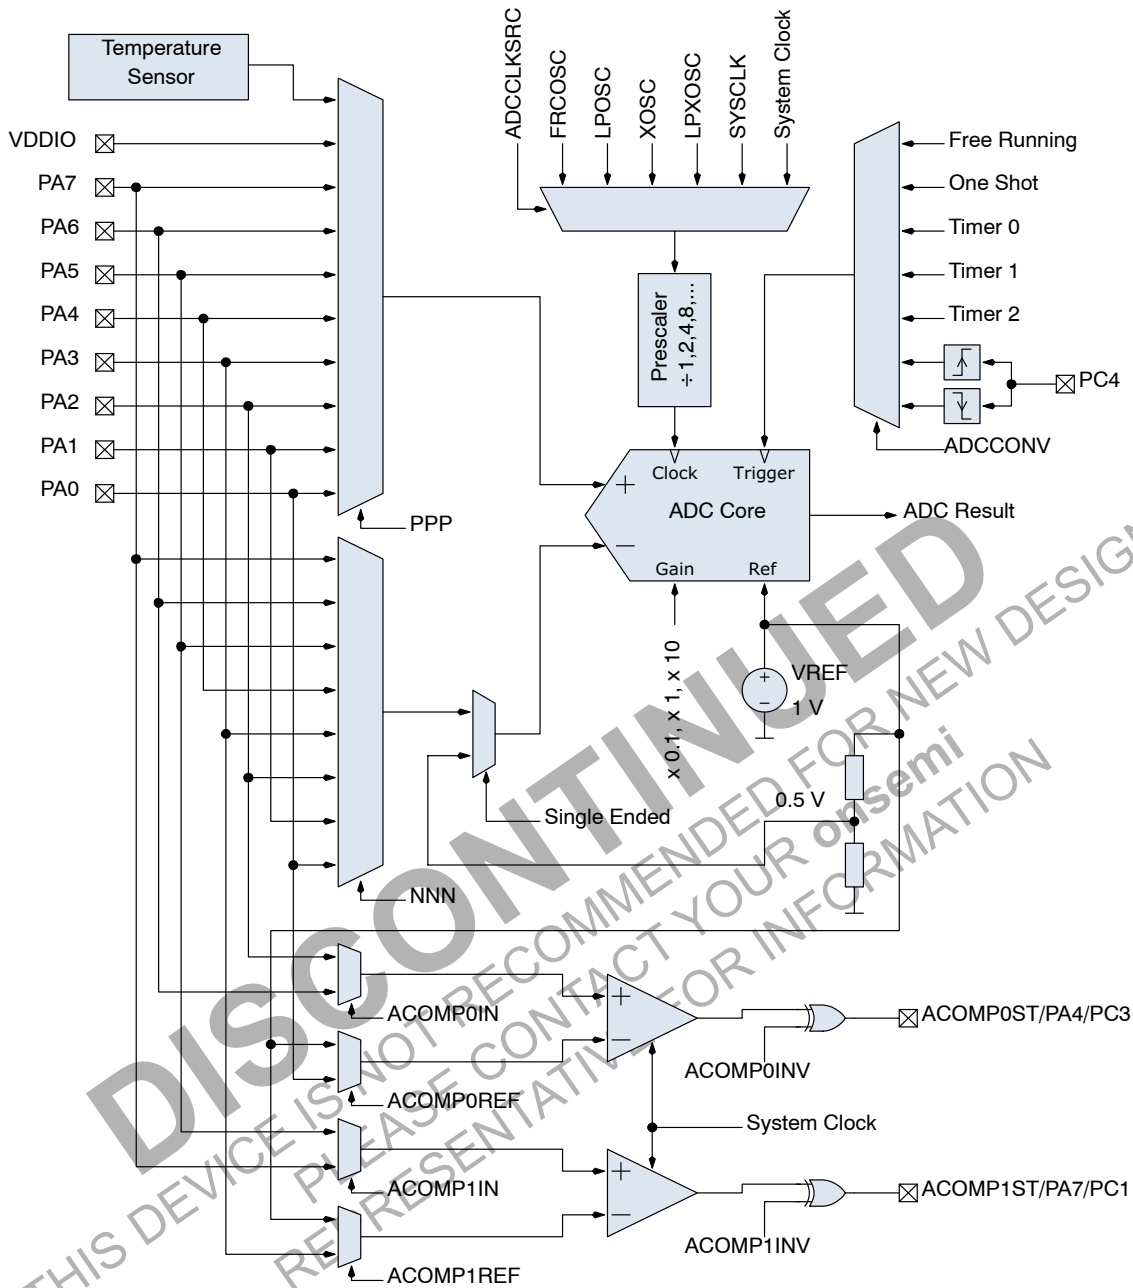 Temperature
Sensor
VDDIO
PA7
PA6
PA5
PA4
PA3
PA2
PA1
PA0
PPP
NNN
ADCCLKSRC
FRCOSC
LPOSC
XOSC
LPXOSC
SYSCLK
System Clock
Prescaler
÷1,2,4,8,...
Free Running
One Shot
Timer 0
Timer 1
Timer 2
PC4
ADCCONV
Clock
Trigger
+
ADC Core
−
Gain
Ref
ADC Result
x 0.1, x 1, x 10
+
VREF
−
1 V
0.5 V
Single Ended
ACOMP0IN
ACOMP0REF
ACOMP1IN
ACOMP1REF
+
−
ACOMP0INV
ACOMP0ST/PA4/PC3
System Clock
+
−
ACOMP1INV
ACOMP1ST/PA7/PC1
DISCONTINUED
THIS DEVICE IS NOT RECOMMENDED FOR NEW DESIGN
PLEASE CONTACT YOUR onsemi
REPRESENTATIVE FOR INFORMATION